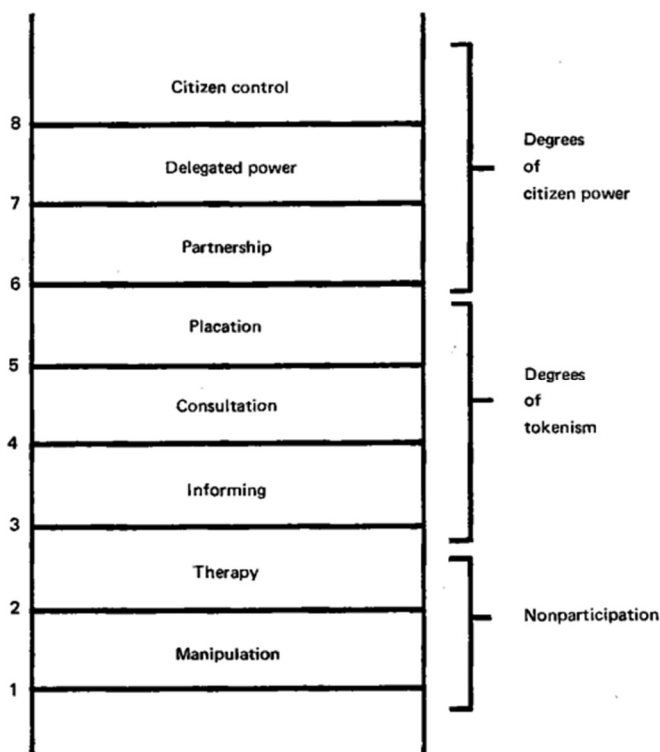 Citizen control
8
Delegated power
7
Partnership
6
Placation
5
Consultation
4
Informing
3
Therapy
2
Manipulation
1
Degrees
of
citizen power
Degrees
of
tokenism
Nonparticipation